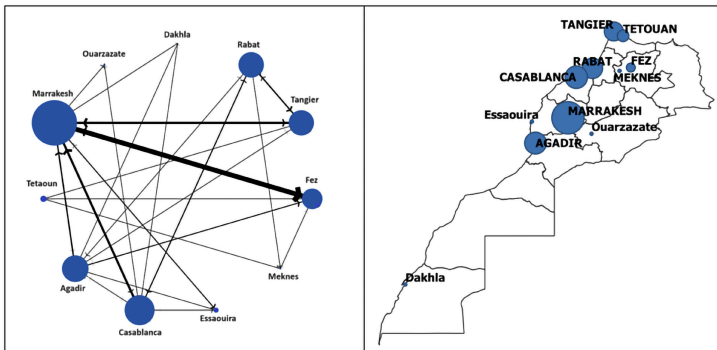 Dakhla
Ouarzazate
Rabat
Marrakesh
Tangier
Tetaoun
Fez
Agadir
Meknes
Casablanca
Essaouira
TANGIER
TETOUAN
RABAT
FEZ
CASABLANCA
MEKNES
Essaouira
MARRAKESH
Ouarzazate
AGADIR
Dakhla